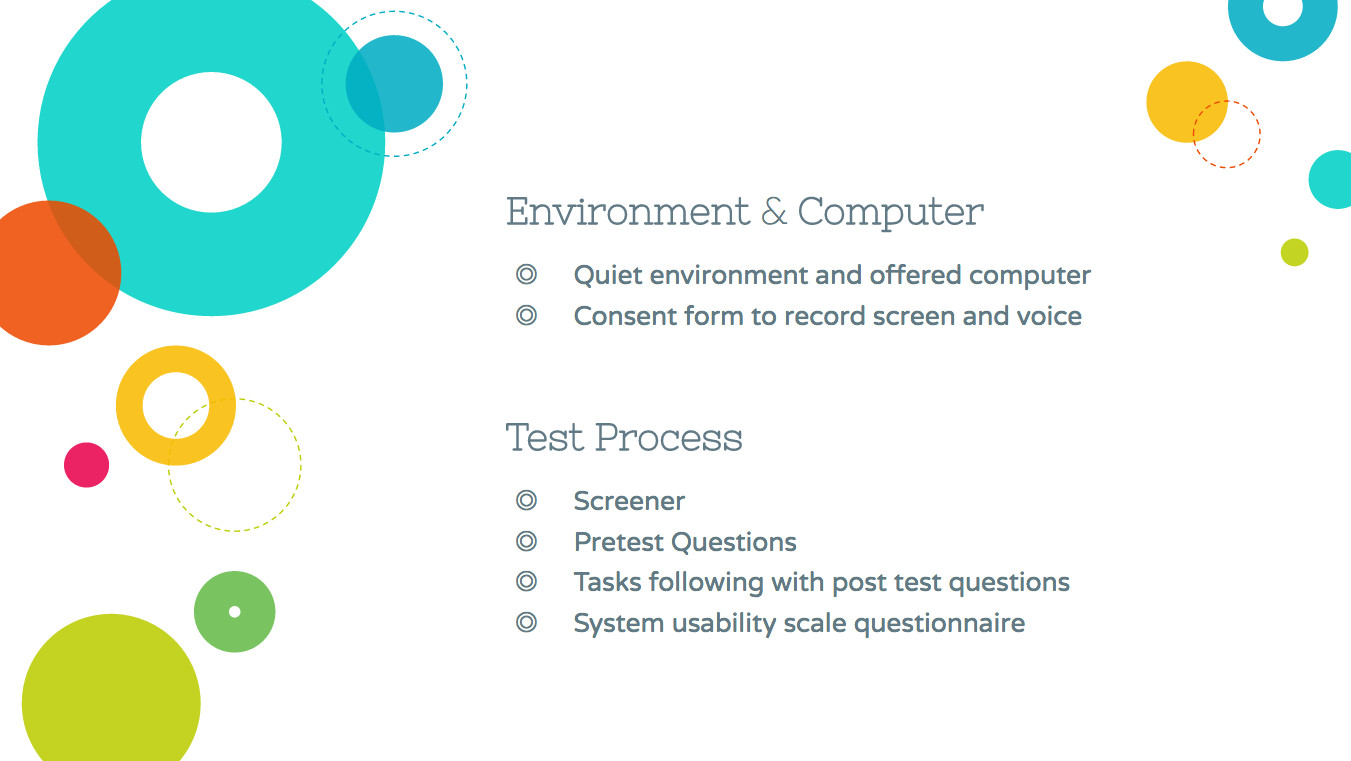 Environment & Computer
Quiet environment and offered computer
Consent form to record screen and voice
Test Process
Screener
Pretest Questions
Tasks following with post test questions
System usability scale questionnaire